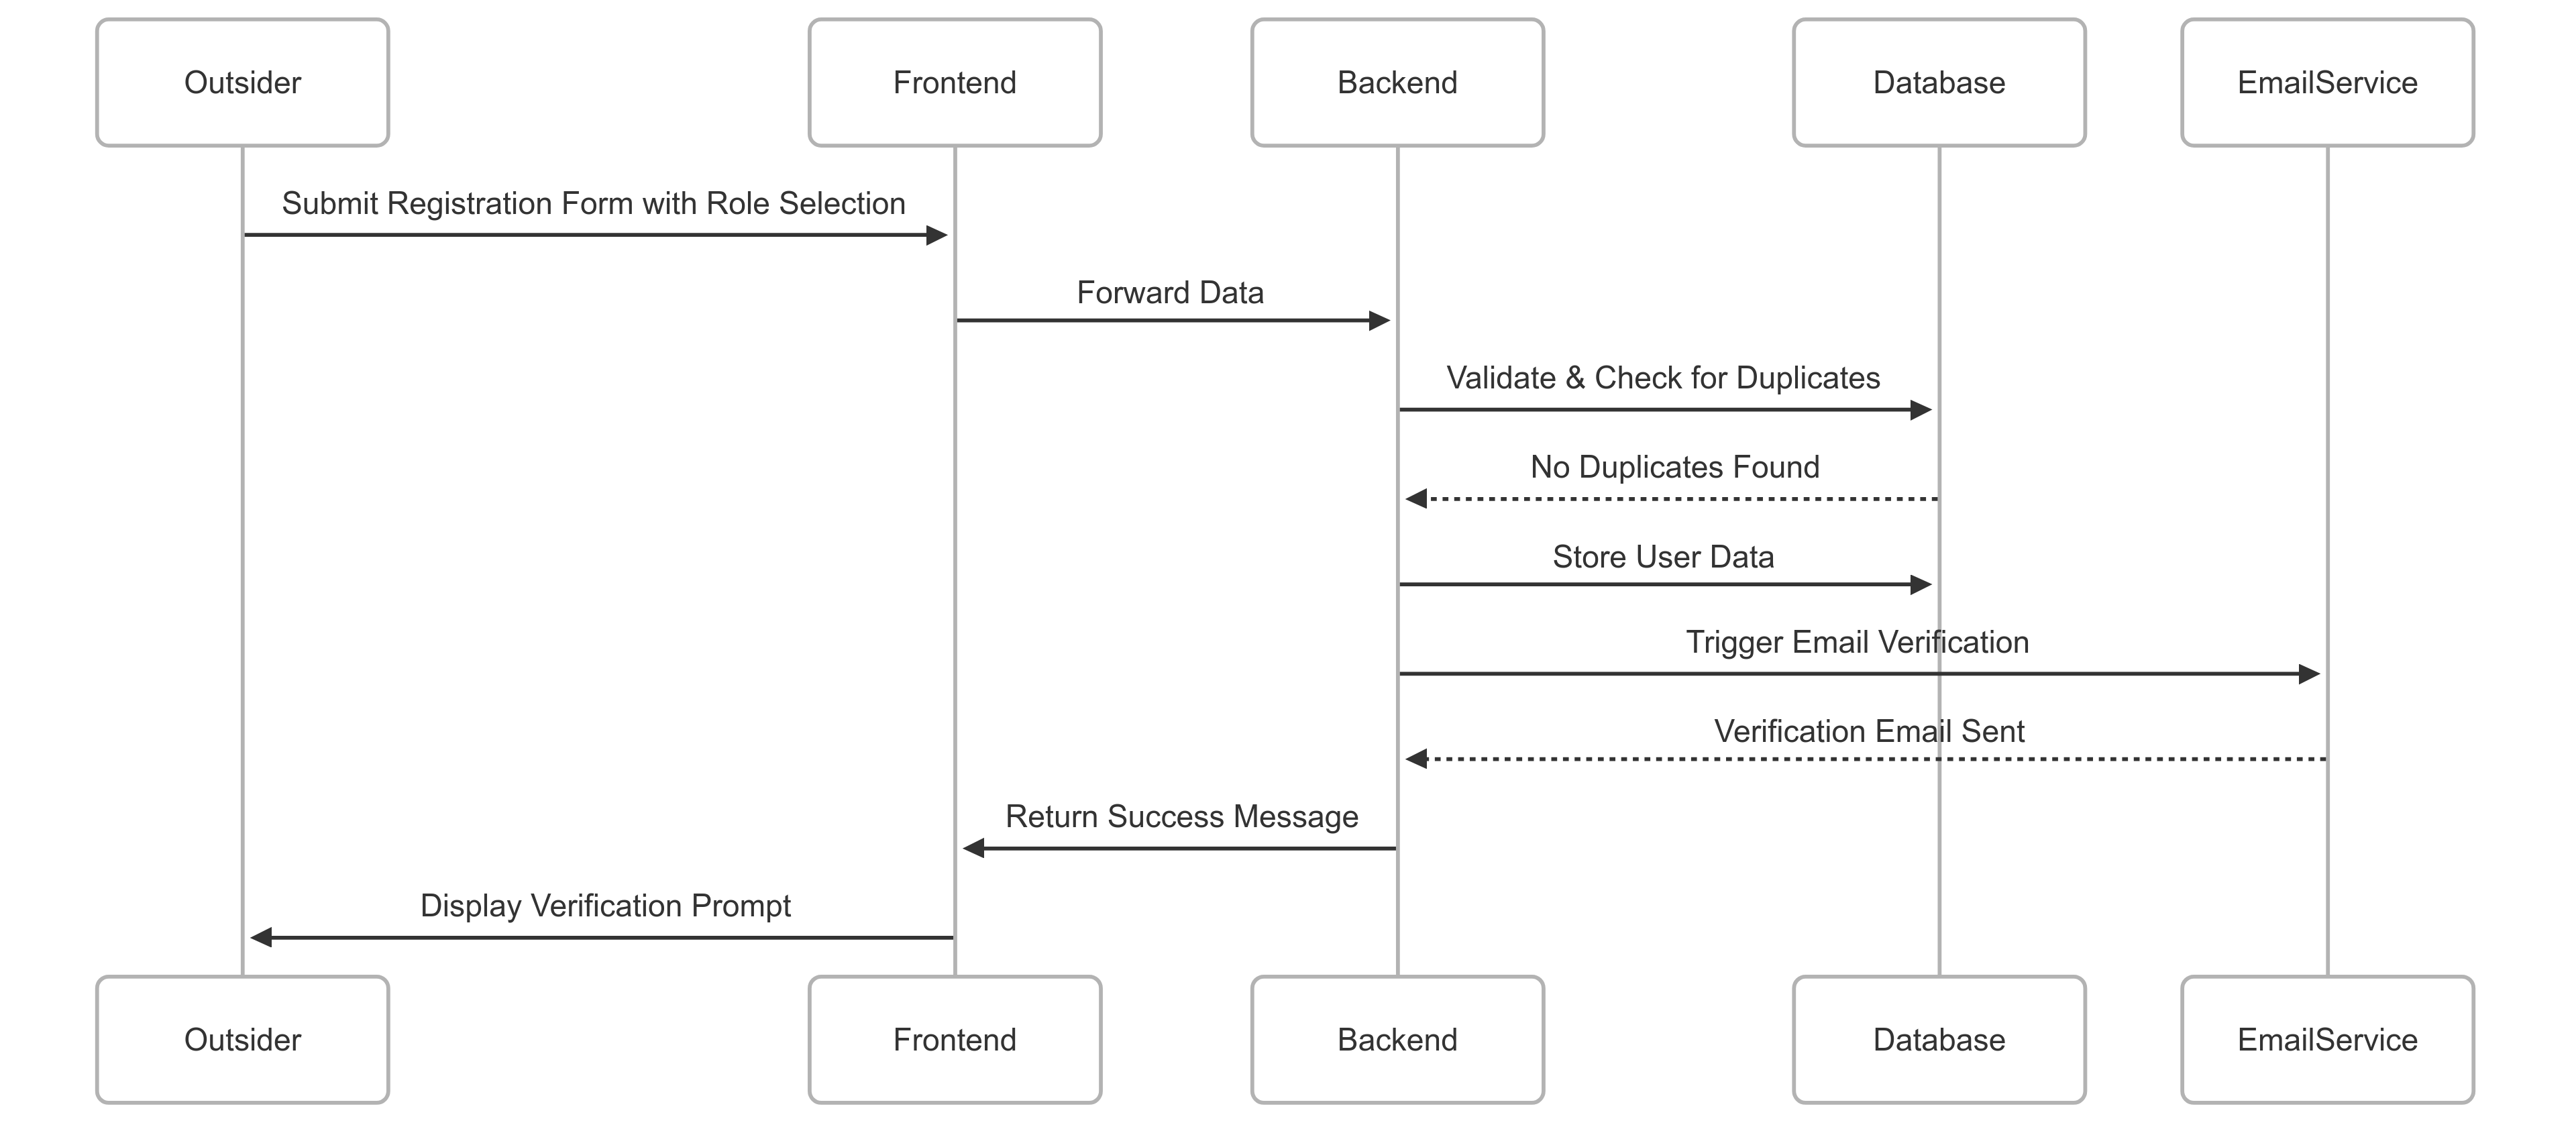 Outsider
Frontend
Backend
Database
EmailService
Submit Registration Form with Role Selection
Forward Data
Validate & Check for Duplicates
No Duplicates Found
Store User Data
Trigger Email Verification
Verification Email Sent
Return Success Message
Display Verification Prompt
Outsider
Frontend
Backend
Database
EmailService